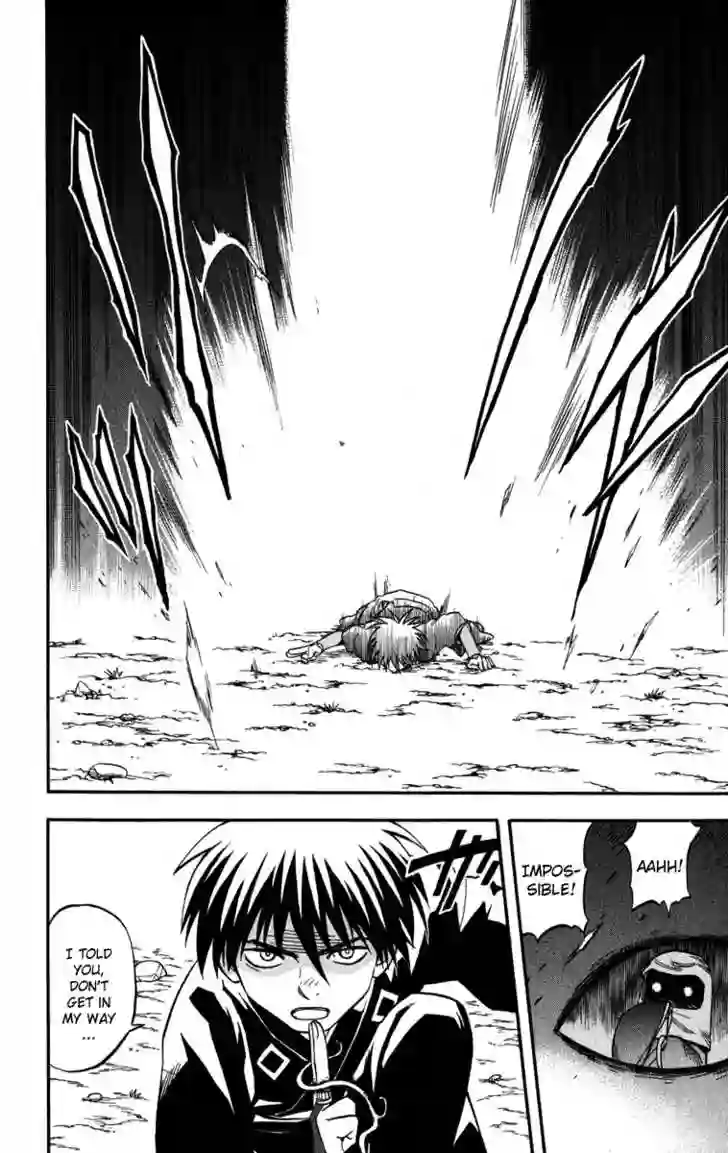 I TOLD
YOU,
DON'T
GET IN
MY WAY
...
IMPOS-
SIBLE!
AAHH!